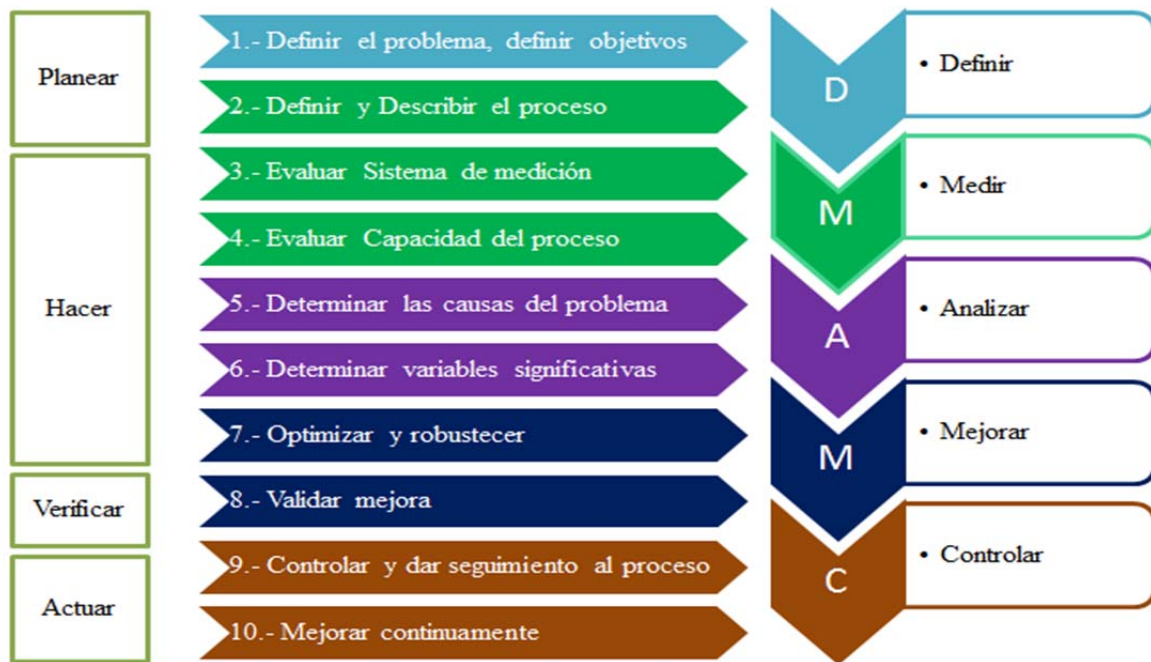 Planear
1.- Definir el problema, definir objetivos
2.- Definir y Describir el proceso
Hacer
3.- Evaluar Sistema de medición
4.- Evaluar Capacidad del proceso
5.- Determinar las causas del problema
6.- Determinar variables significativas
7.- Optimizar y robustecer
Verificar
8.- Validar mejora
Actuar
9.- Controlar y dar seguimiento al proceso
10.- Mejorar continuamente
D
• Definir
M
• Medir
A
• Analizar
M
• Mejorar
C
• Controlar